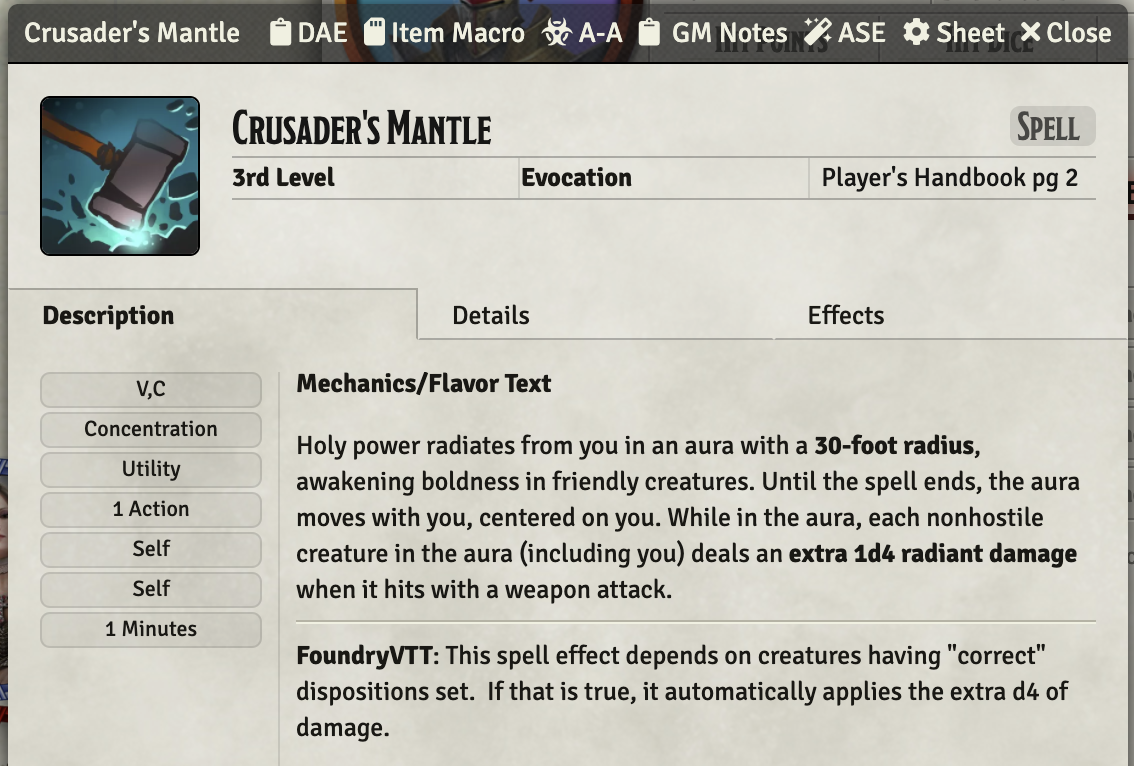 Crusader's Mantle DAE Item Macro A-A GM Notes ASE Sheet Close
Crusader's Mantle Spell
3rd Level Evocation Player's Handbook pg 2
Description Details Effects
V,C
Concentration
Utility
1 Action
Self
Self
1 Minutes
Mechanics/Flavor Text
Holy power radiates from you in an aura with a 30-foot radius,
awakening boldness in friendly creatures. Until the spell ends, the aura
moves with you, centered on you. While in the aura, each nonhostile
creature in the aura (including you) deals an extra 1d4 radiant damage
when it hits with a weapon attack.
FoundryVTT: This spell effect depends on creatures having "correct"
dispositions set.  If that is true, it automatically applies the extra d4 of
damage.